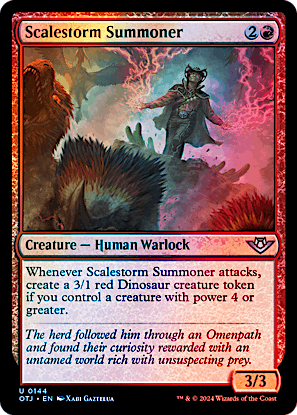 Scalestorm Summoner 2
Creature — Human Warlock
Whenever Scalestorm Summoner attacks,
create a 3/1 red Dinosaur creature token
if you control a creature with power 4 or
greater.
The herd followed him through an Omenpath
and found their curiosity rewarded with an
untamed world rich with unsuspecting prey.
3/3
U 0144
OTJ • EN XABI GAZTELUA
™ & © 2024 Wizards of the Coast